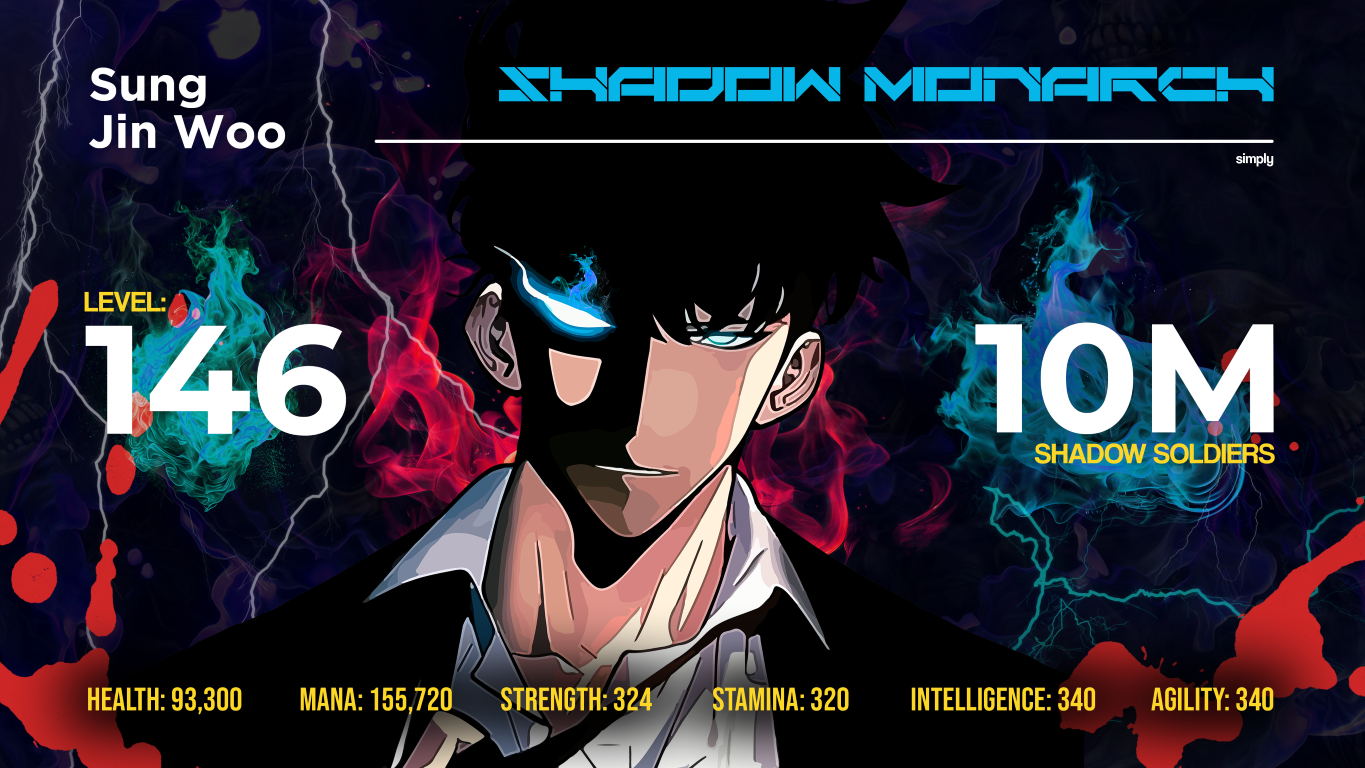 Sung
Jin Woo
SHADOW MONARCH
simply
LEVEL:
146
10M
SHADOW SOLDIERS
HEALTH: 93,300
MANA: 155,720
STRENGTH: 324
STAMINA: 320
INTELLIGENCE: 340
AGILITY: 340